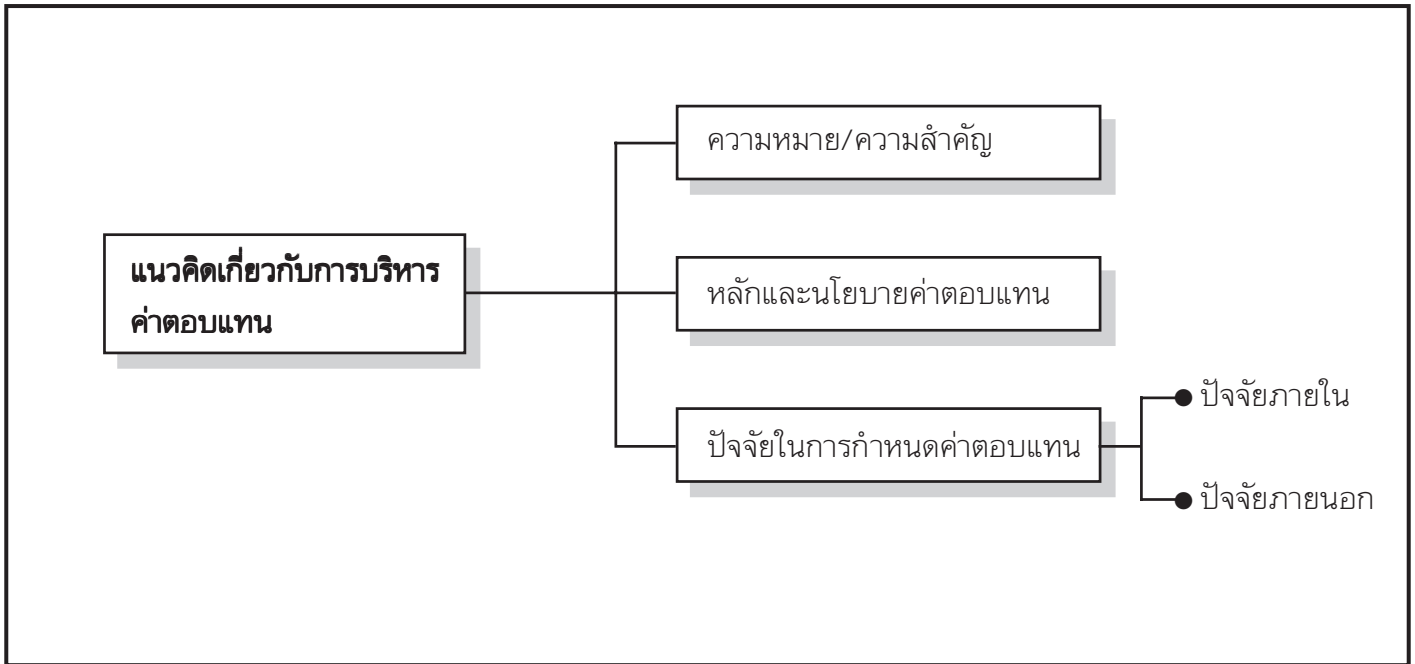 ความหมาย/ความสำคัญ
แนวคิดเกี่ยวกับการบริหาร
ค่าตอบแทน
หลักและนโยบายค่าตอบแทน
ปัจจัยในการกำหนดค่าตอบแทน
ปัจจัยภายใน
ปัจจัยภายนอก